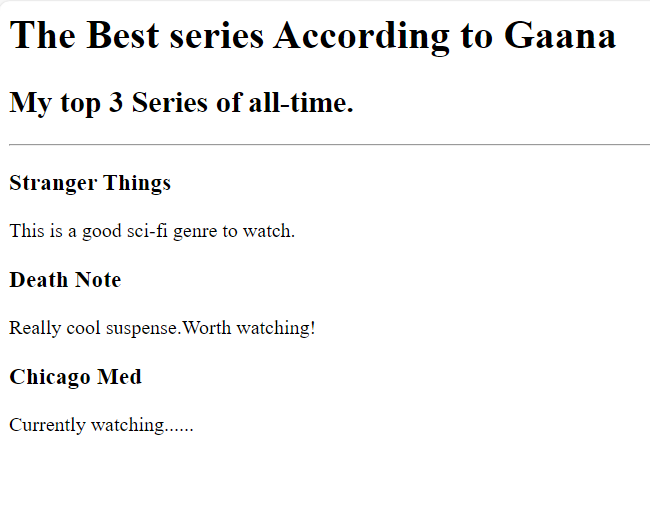 The Best series According to Gaana
My top 3 Series of all-time.
Stranger Things
This is a good sci-fi genre to watch.
Death Note
Really cool suspense.Worth watching!
Chicago Med
Currently watching......